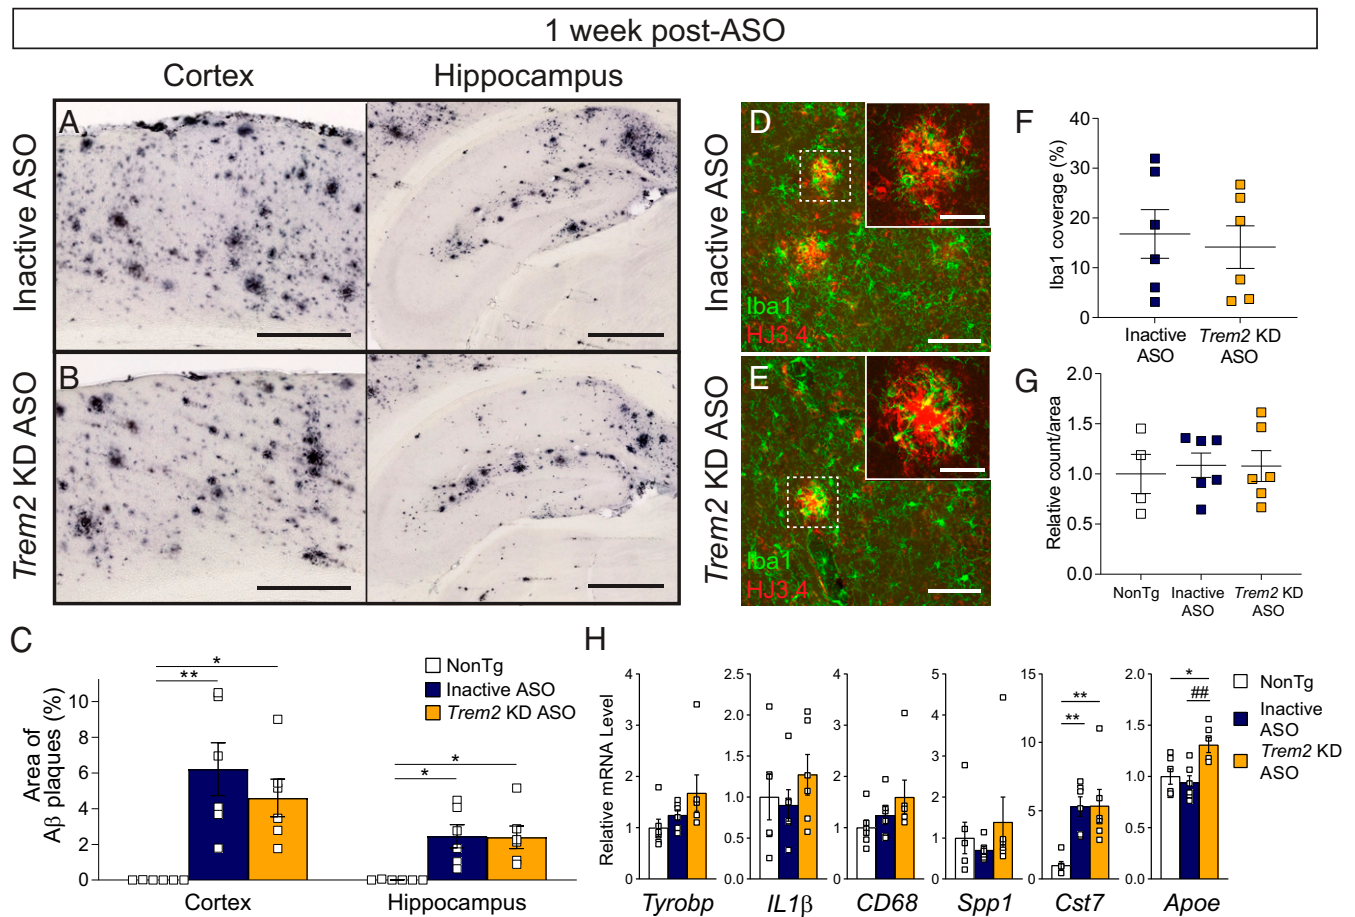 1 week post-ASO
Cortex
Hippocampus
Inactive ASO
A
Trem2 KD ASO
B
Inactive ASO
D
Iba1
HJ3.4
Trem2 KD ASO
E
Iba1
HJ3.4
F
Iba1 coverage (%)
40
30
20
10
0
Inactive
ASO
Trem2 KD
ASO
G
Relative count/area
2.0
1.5
1.0
0.5
0.0
NonTg
Inactive
ASO
Trem2 KD
ASO
C
Area of
Aβ plaques (%)
10
8
6
4
2
0
*
**
*
*
NonTg
Inactive ASO
Trem2 KD ASO
Cortex
Hippocampus
H
Relative mRNA Level
4
3
2
1
0
Tyrobp
2.5
2.0
1.5
1.0
0.5
0.0
IL1β
4
3
2
1
0
CD68
5
4
3
2
1
0
Spp1
15
10
5
0
**
**
Cst7
2.0
1.5
1.0
0.5
0.0
*
##
Apoe
NonTg
Inactive
ASO
Trem2 KD
ASO